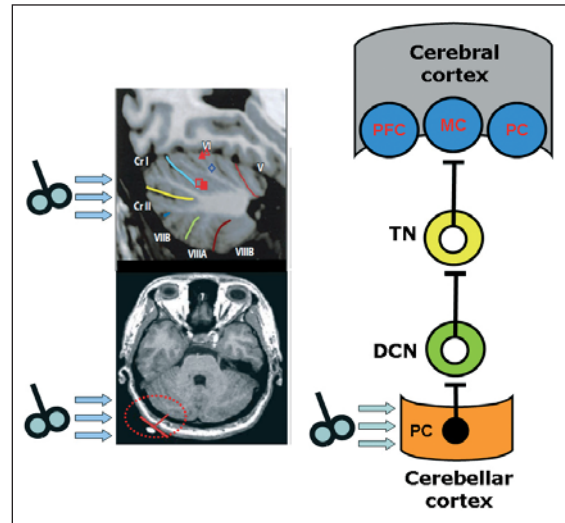 Cerebral
cortex
PFC
MC
PC
VI
Cr I
V
Cr II
VIIB
VIIIA
VIIIB
TN
DCN
PC
Cerebellar
cortex